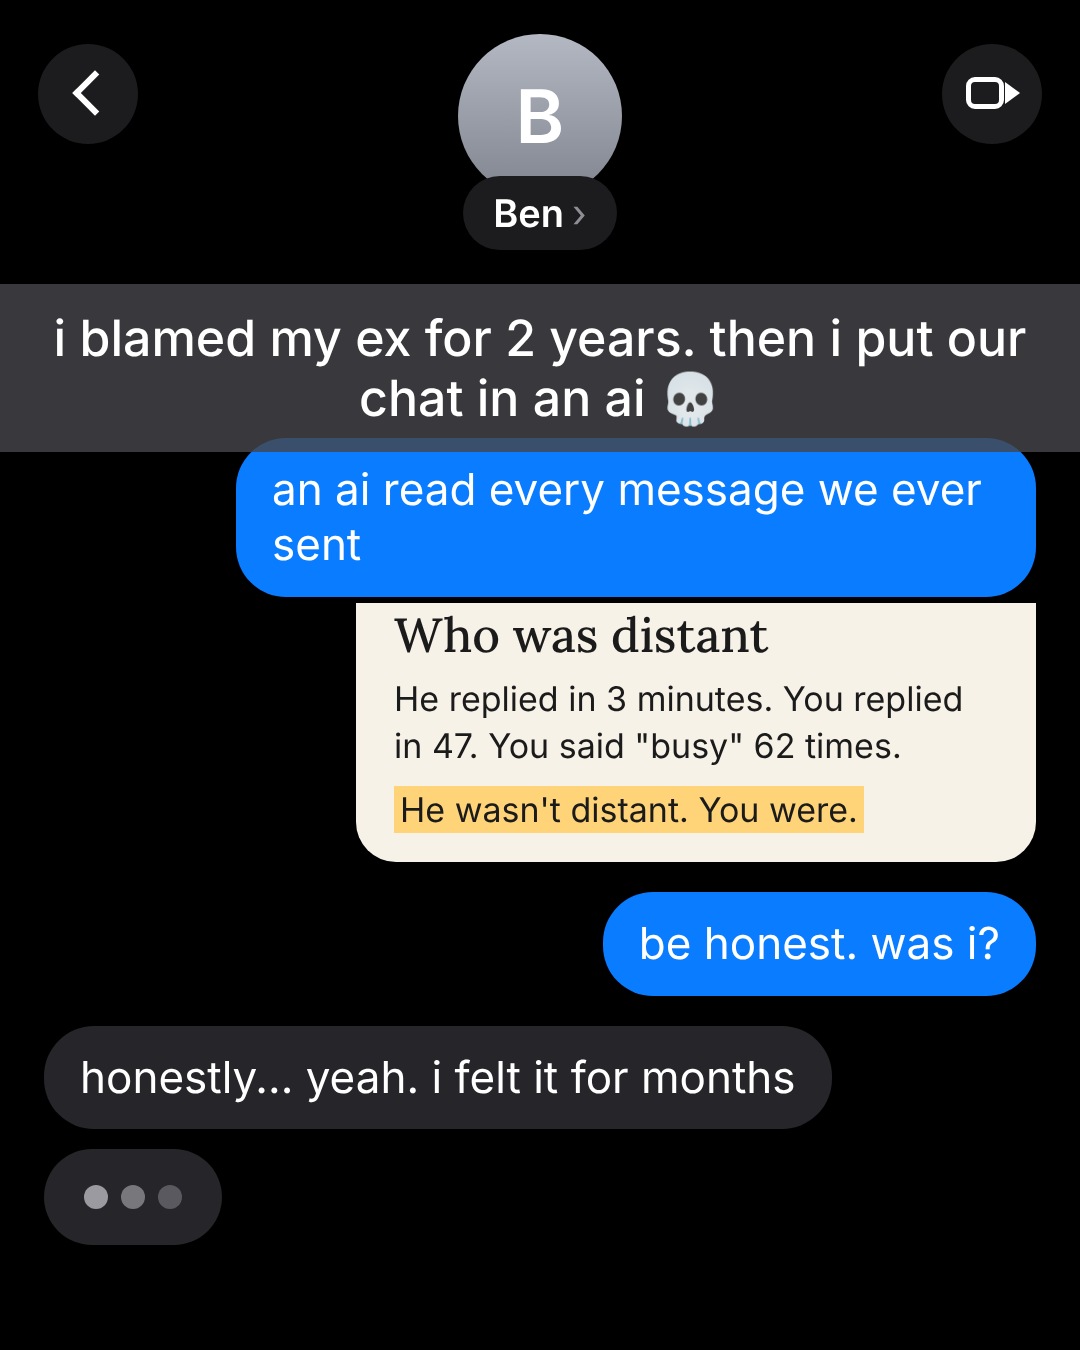 B
Ben ›
i blamed my ex for 2 years. then i put our
chat in an ai 💀
an ai read every message we ever
sent
Who was distant
He replied in 3 minutes. You replied
in 47. You said "busy" 62 times.
He wasn't distant. You were.
be honest. was i?
honestly... yeah. i felt it for months